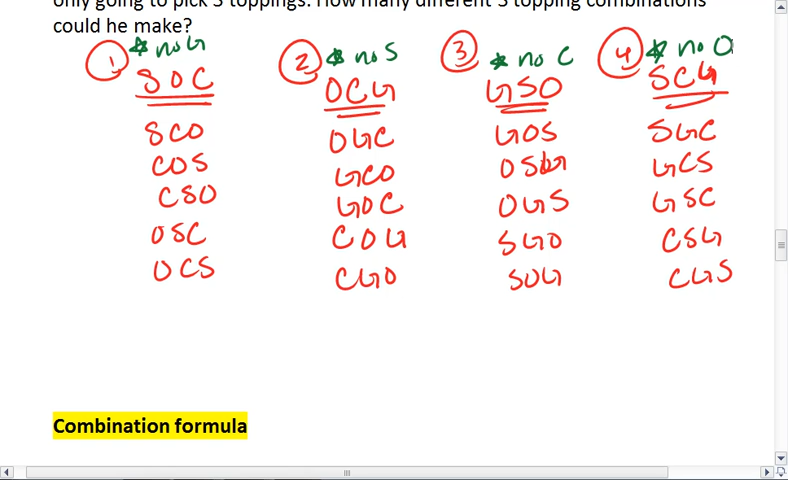 only going to pick 3 toppings. How many different 3 topping combinations
could he make?
1 * no G 2 * no S 3 * no C 4 * no O
SOC OCG GSO SCG
SCO OGC GOS SGC
COS GCO OSG GCS
CSO GOC OGS GSC
OSC COG SGO CSG
OCS CGO SOG CGS
Combination formula